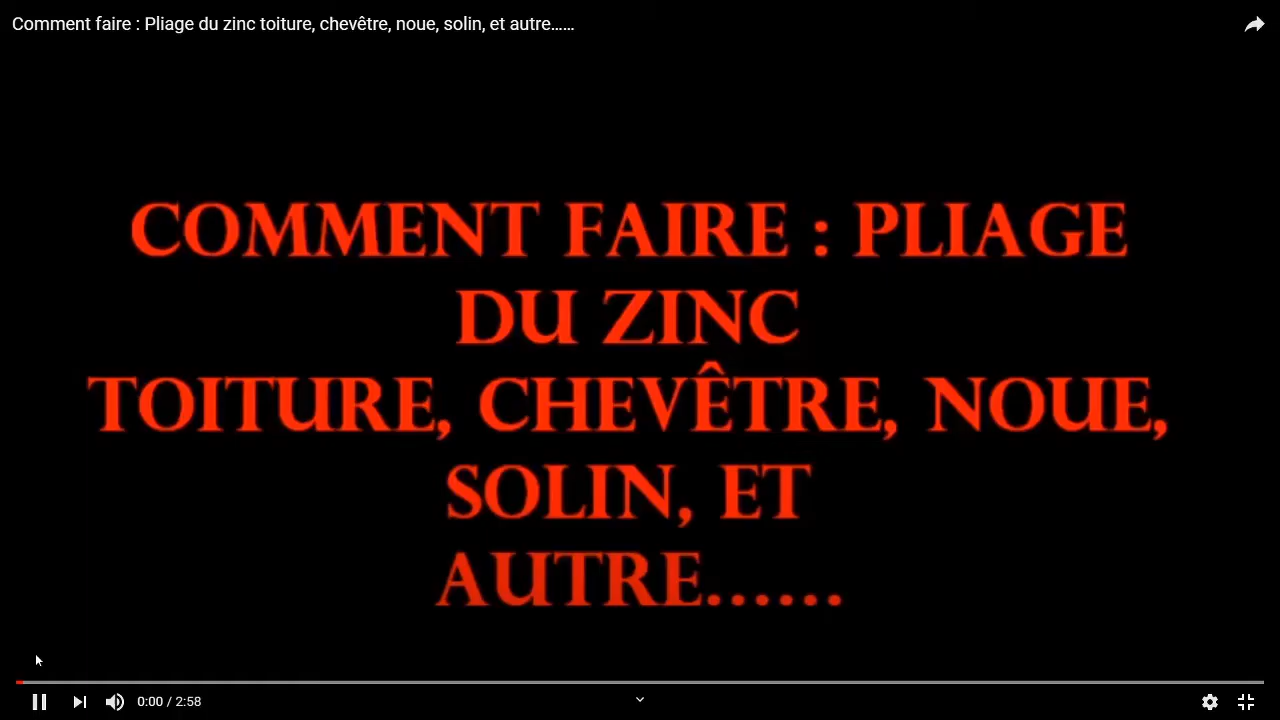 Comment faire : Pliage du zinc toiture, chevêtre, noue, solin, et autre......
COMMENT FAIRE : PLIAGE
DU ZINC
TOITURE, CHEVÊTRE, NOUE,
SOLIN, ET
AUTRE......
0:00 / 2:58